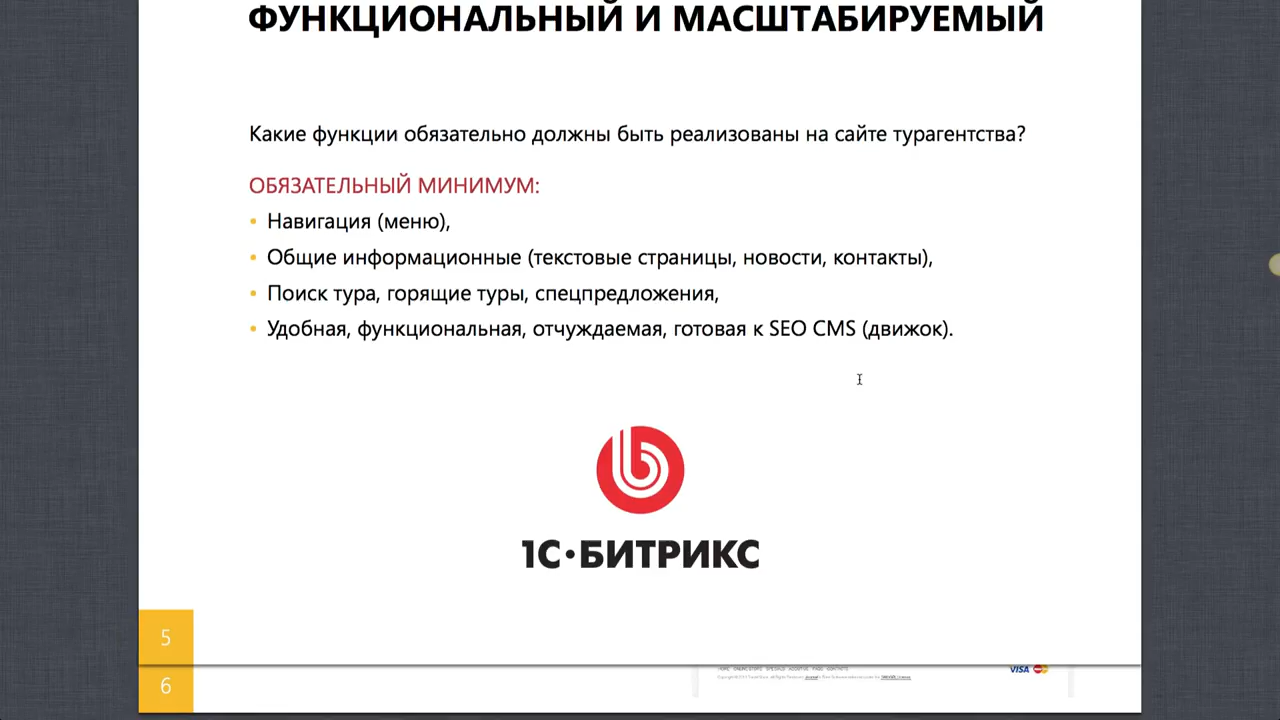 ФУНКЦИОНАЛЬНЫЙ И МАСШТАБИРУЕМЫЙ
Какие функции обязательно должны быть реализованы на сайте турагентства?
ОБЯЗАТЕЛЬНЫЙ МИНИМУМ:
• Навигация (меню),
• Общие информационные (текстовые страницы, новости, контакты),
• Поиск тура, горящие туры, спецпредложения,
• Удобная, функциональная, отчуждаемая, готовая к SEO CMS (движок).
1С•БИТРИКС
5
VISA
6